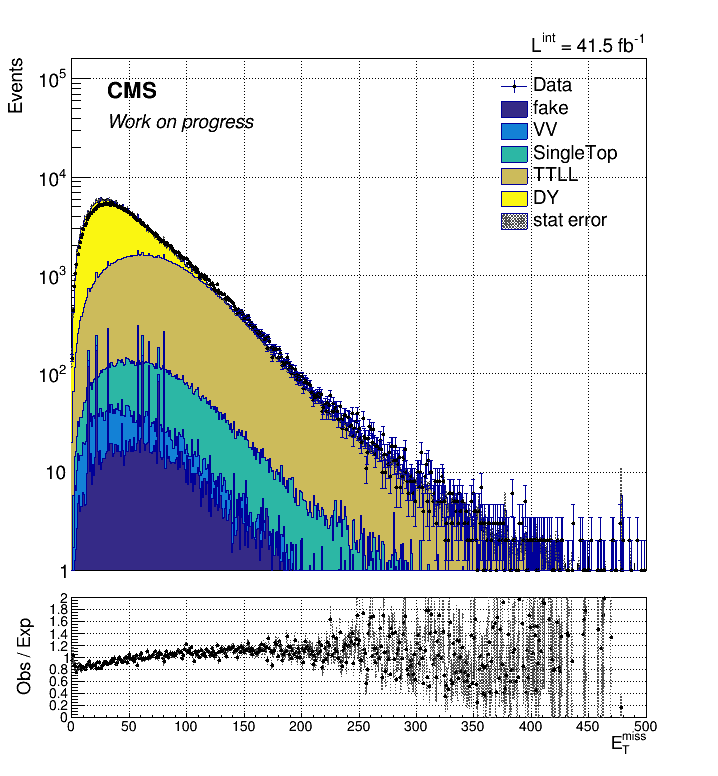 L^int = 41.5 fb^-1
Events
CMS
Work on progress
Data
fake
VV
SingleTop
TTLL
DY
stat error
10^5
10^4
10^3
10^2
10
1
Obs / Exp
2
1.8
1.6
1.4
1.2
1
0.8
0.6
0.4
0.2
0
0 50 100 150 200 250 300 350 400 450 500
E_T^miss